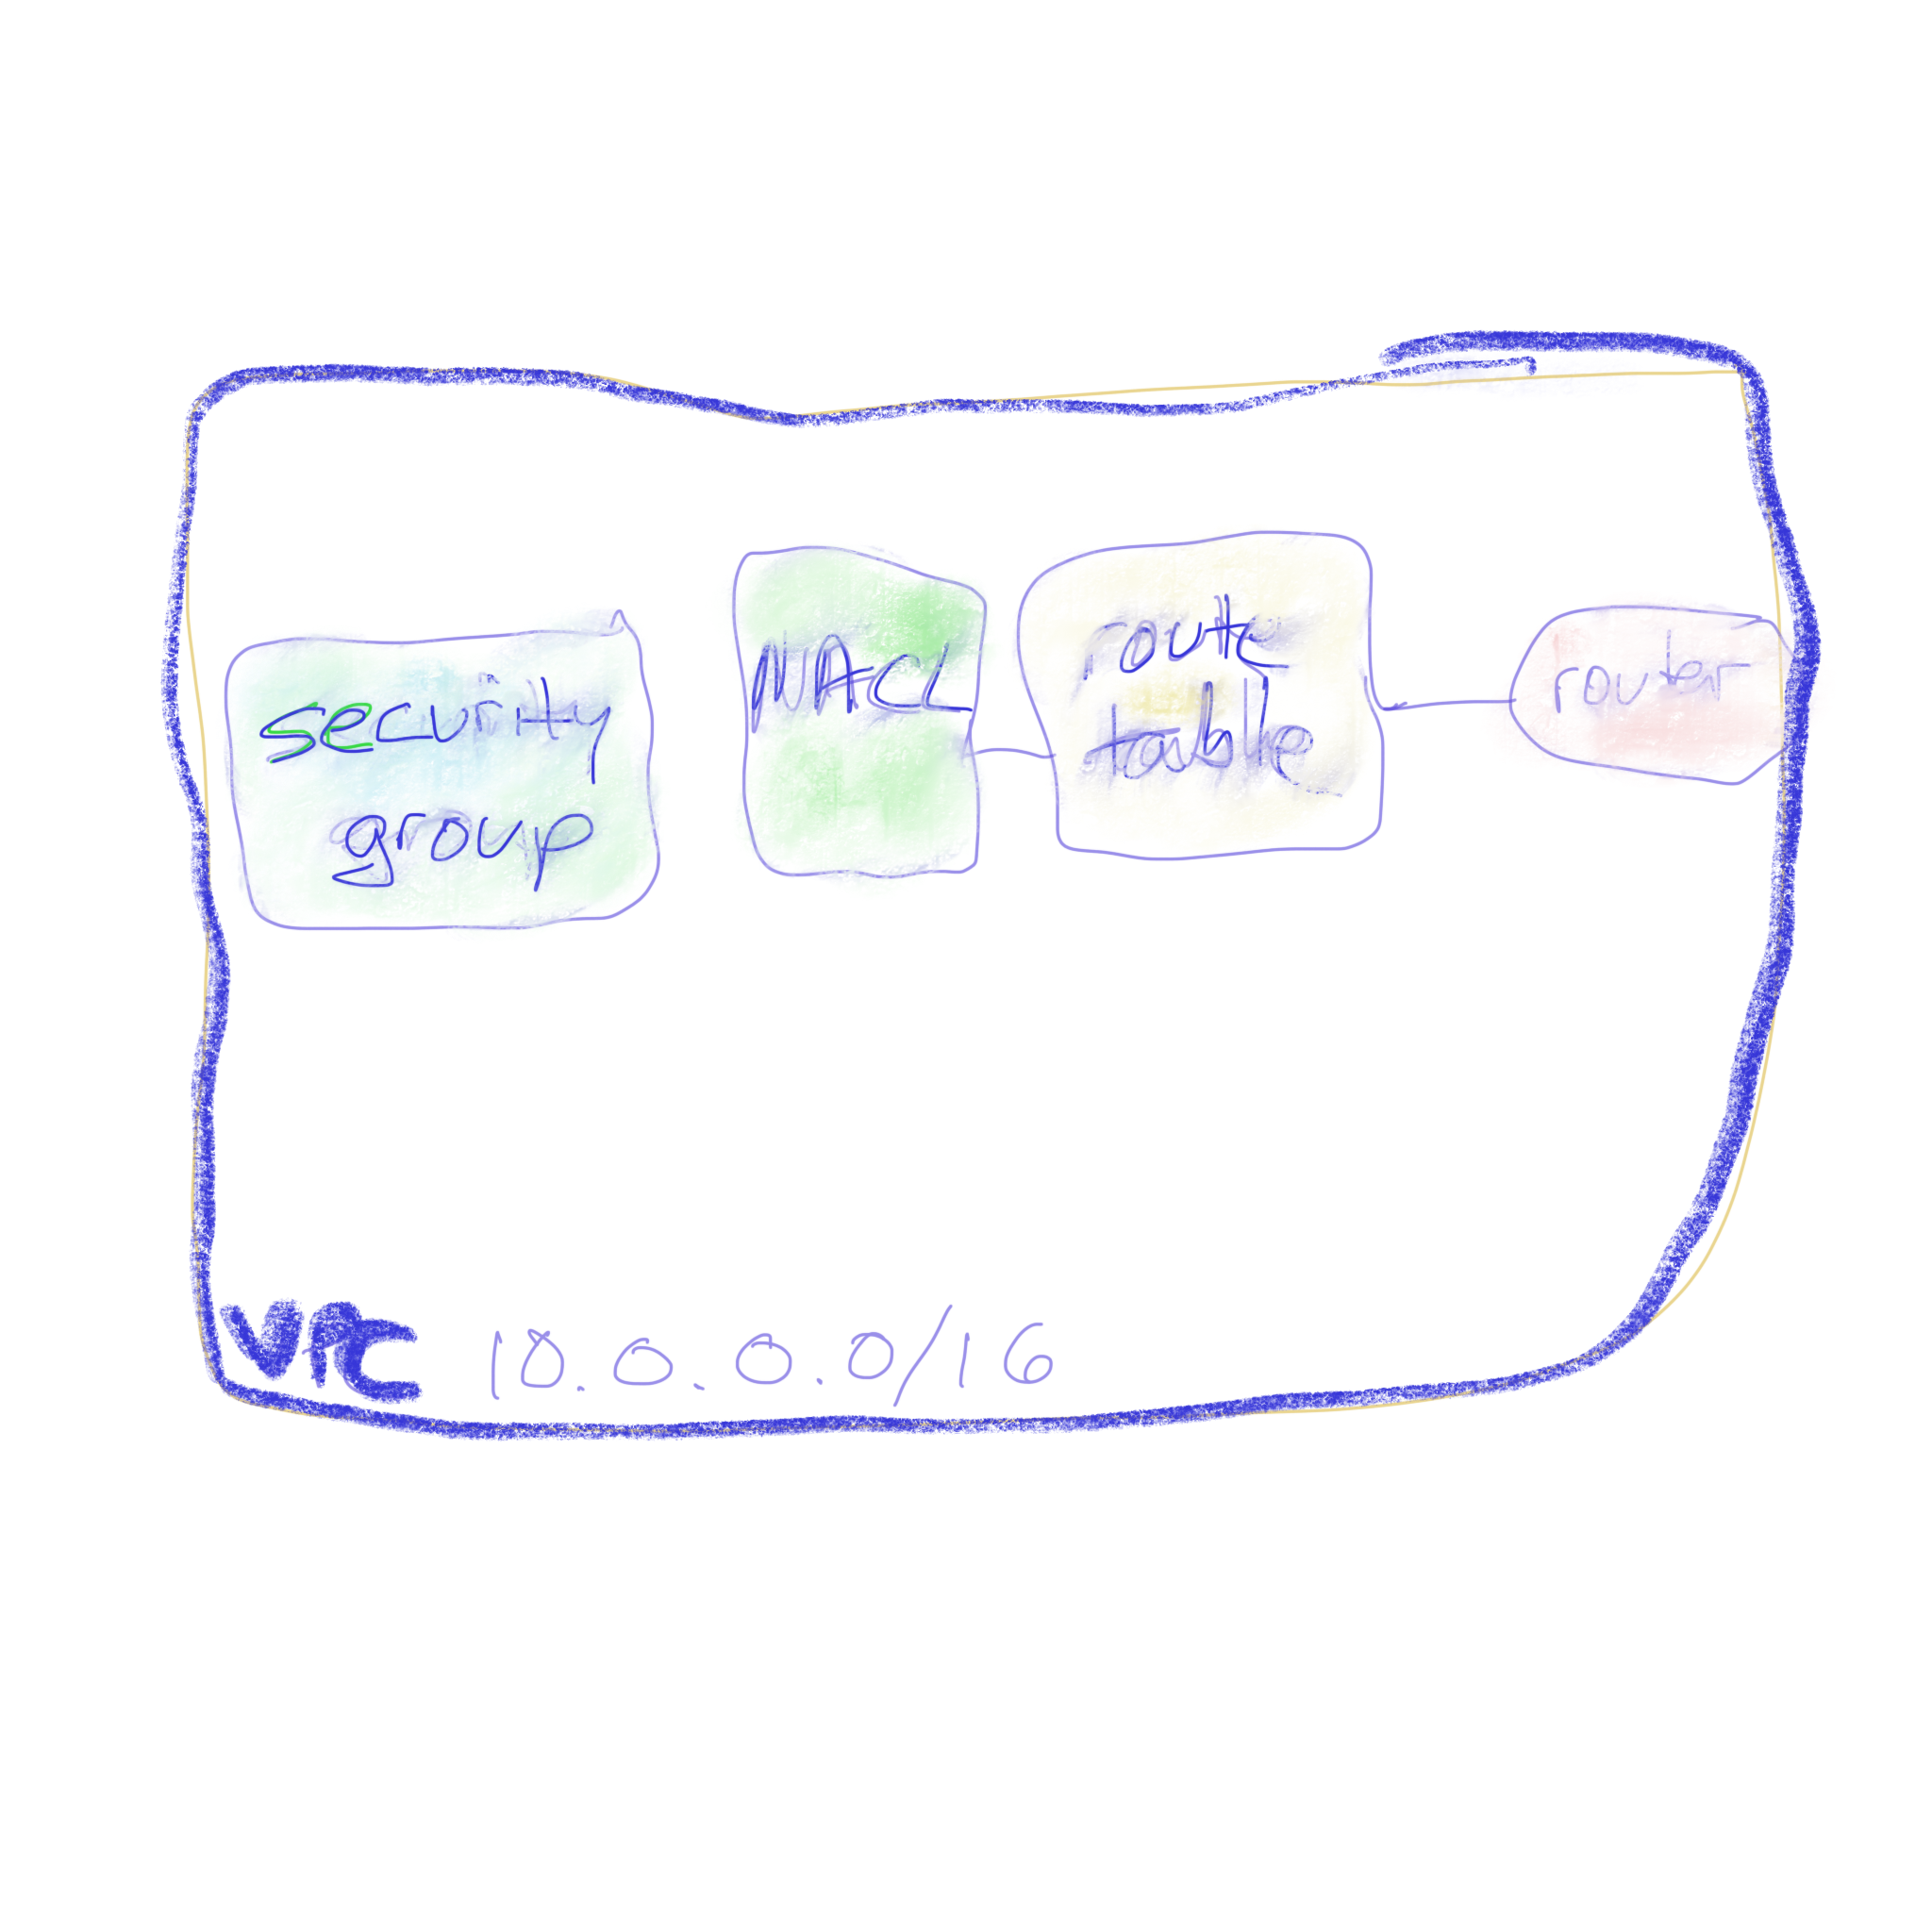 security
group
NACL
route
table
router
VPC 10.0.0.0/16